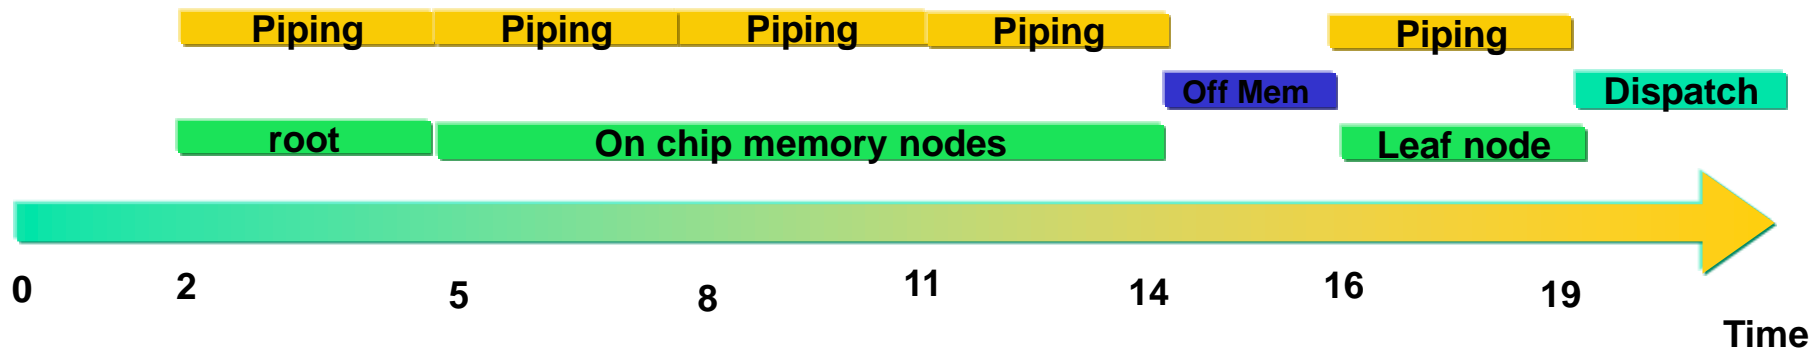 Piping Piping Piping Piping Piping
Off Mem Dispatch
root On chip memory nodes Leaf node
0 2 5 8 11 14 16 19
Time